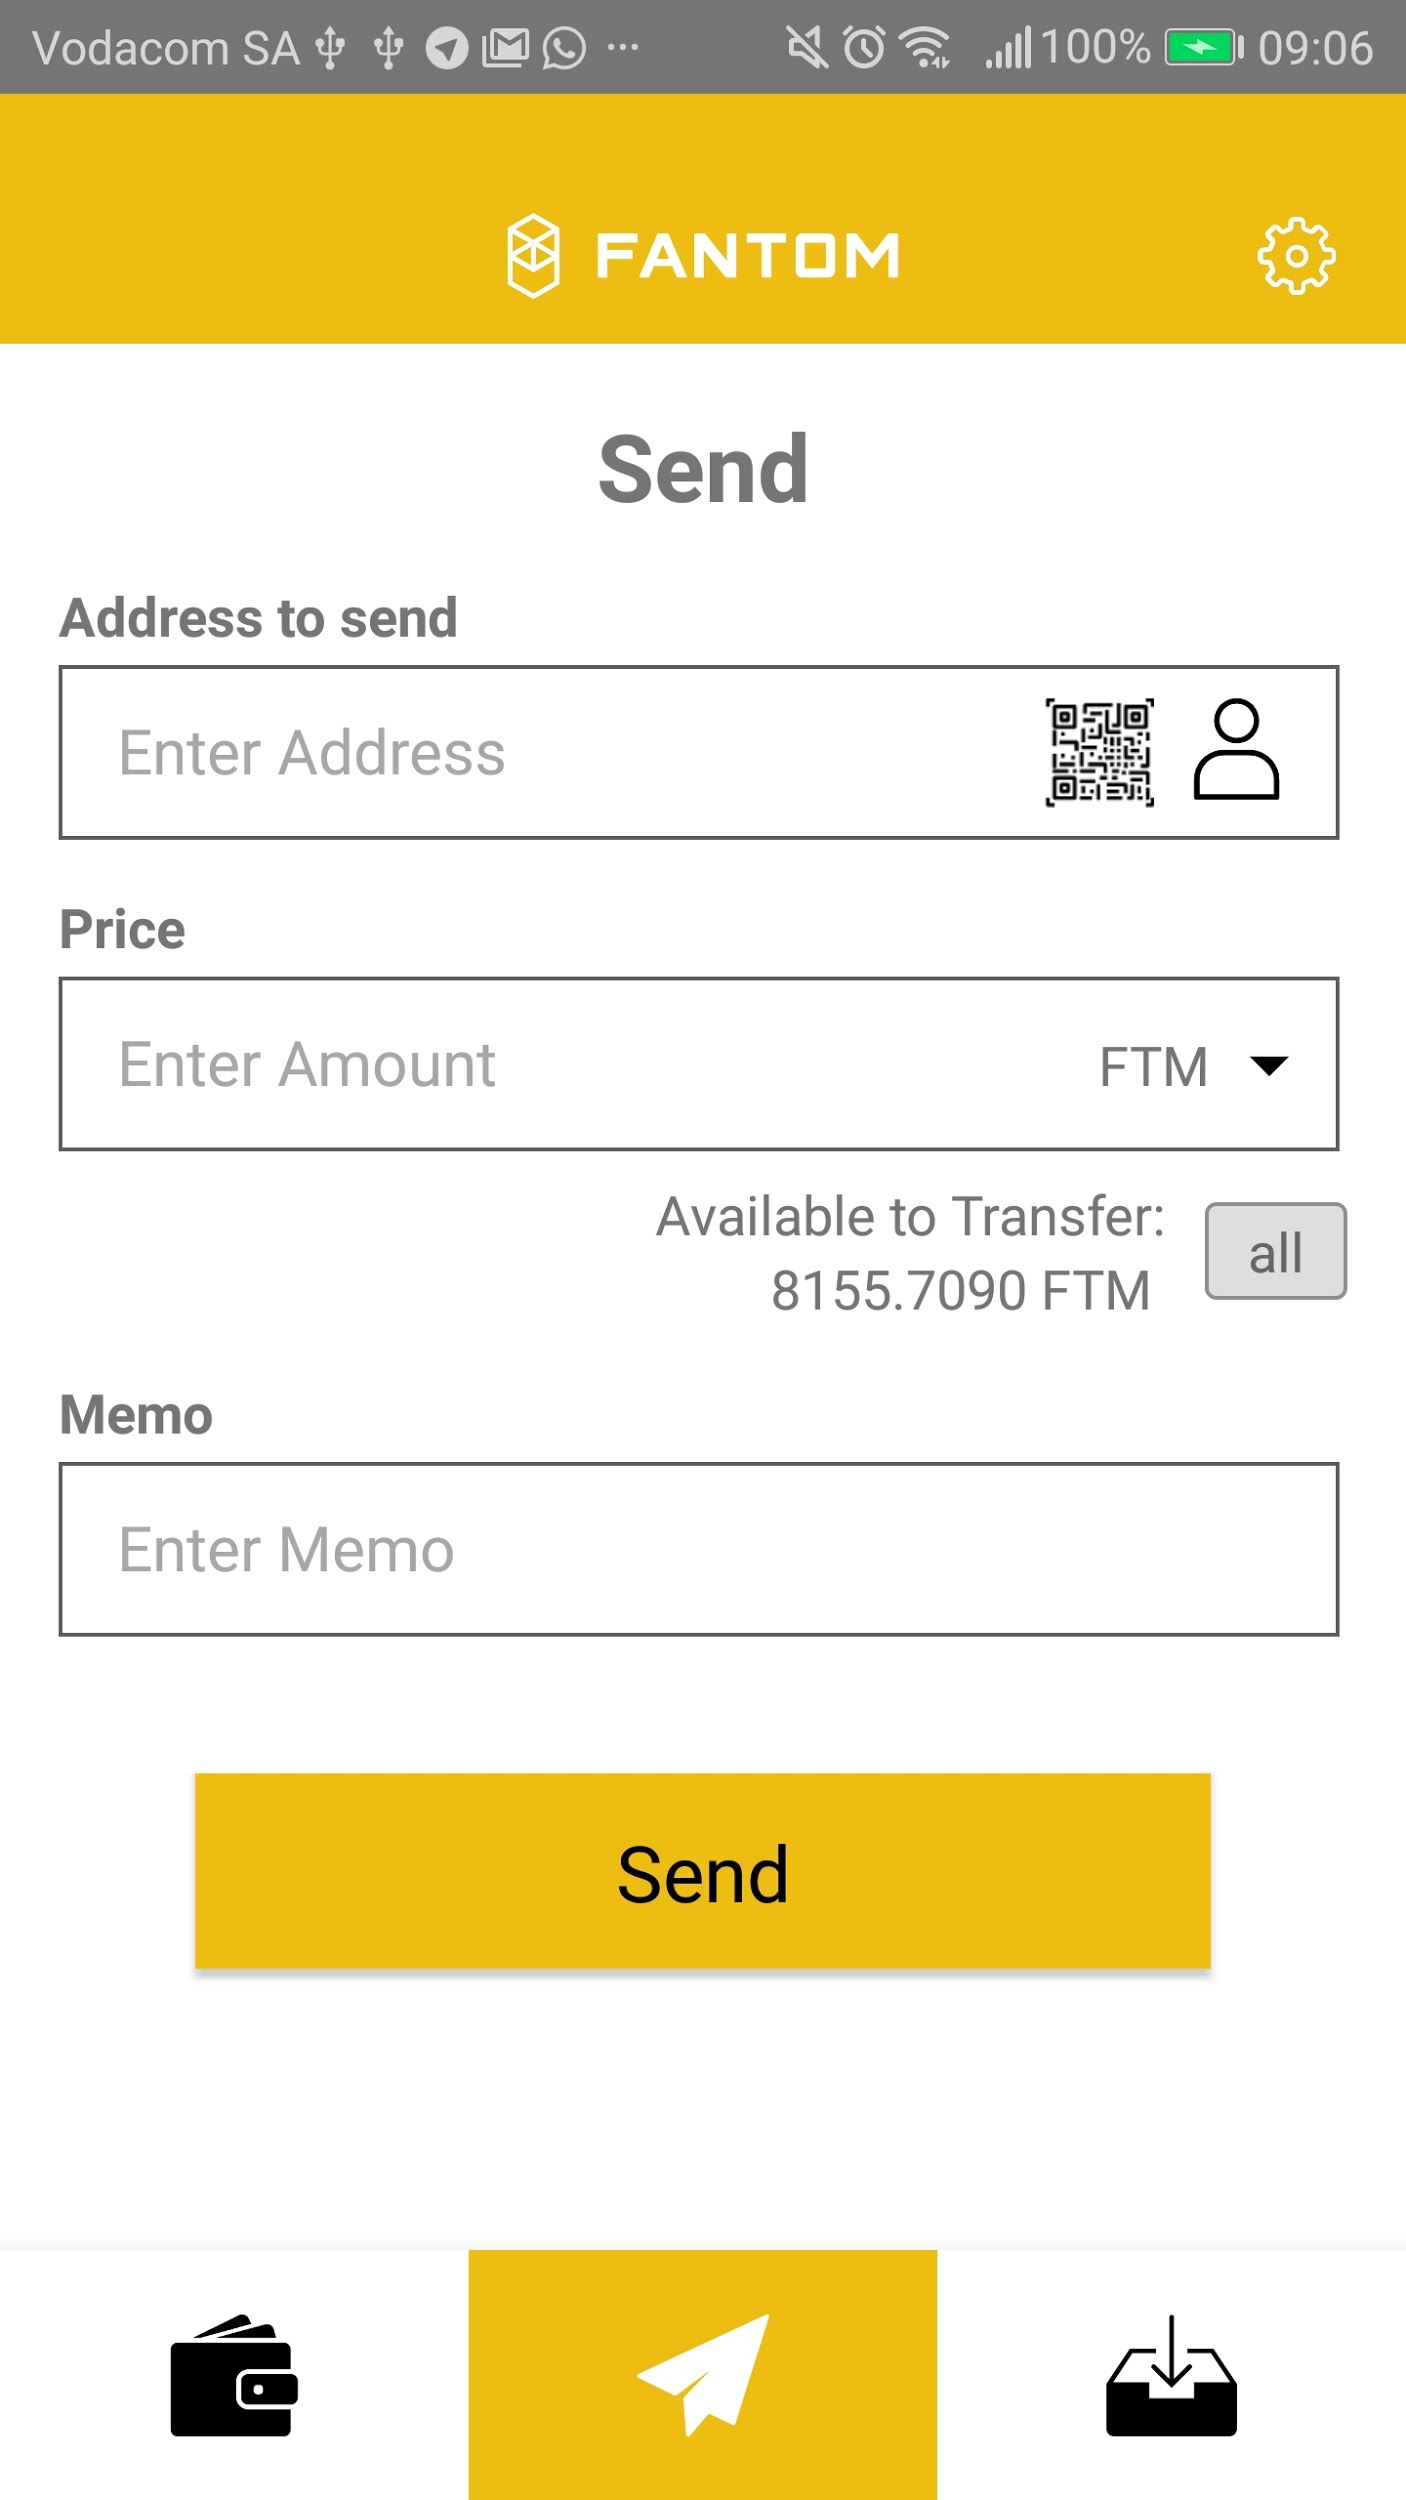 Vodacom SA ... 100% 09:06
FANTOM
Send
Address to send
Enter Address
Price
Enter Amount FTM
Available to Transfer:
8155.7090 FTM
all
Memo
Enter Memo
Send